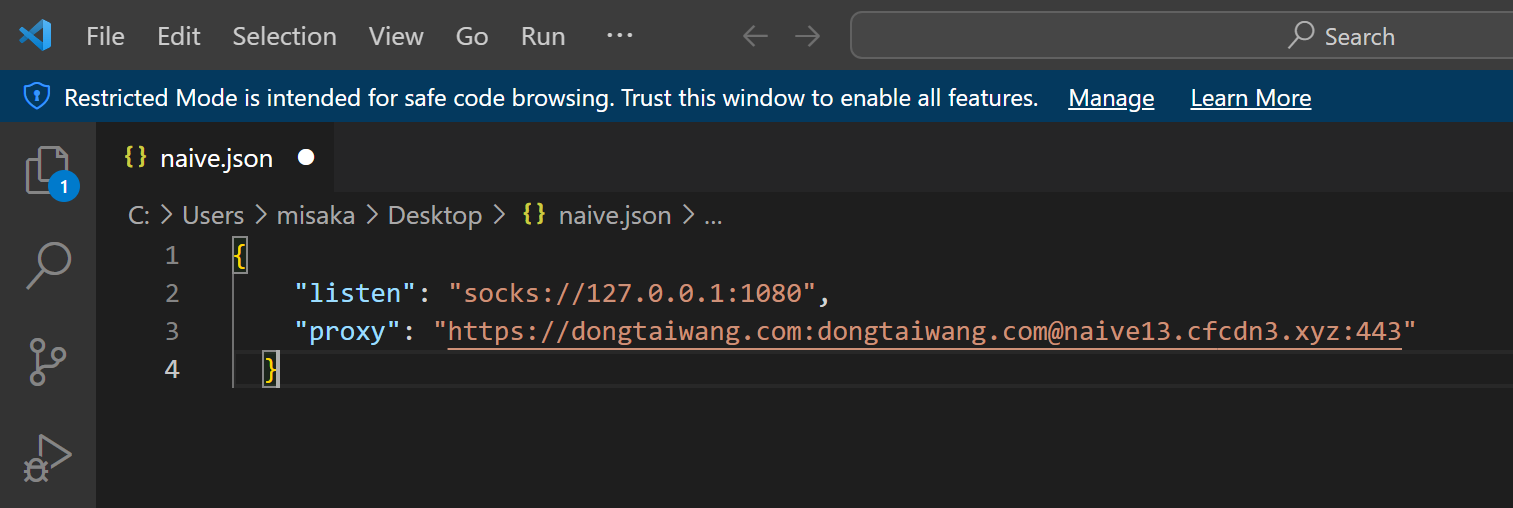 File Edit Selection View Go Run ··· Search
Restricted Mode is intended for safe code browsing. Trust this window to enable all features. Manage Learn More
{} naive.json
1
C: > Users > misaka > Desktop > {} naive.json > ...
1 {
2 "listen": "socks://127.0.0.1:1080",
3 "proxy": "https://dongtaiwang.com:dongtaiwang.com@naive13.cfcdn3.xyz:443"
4 }